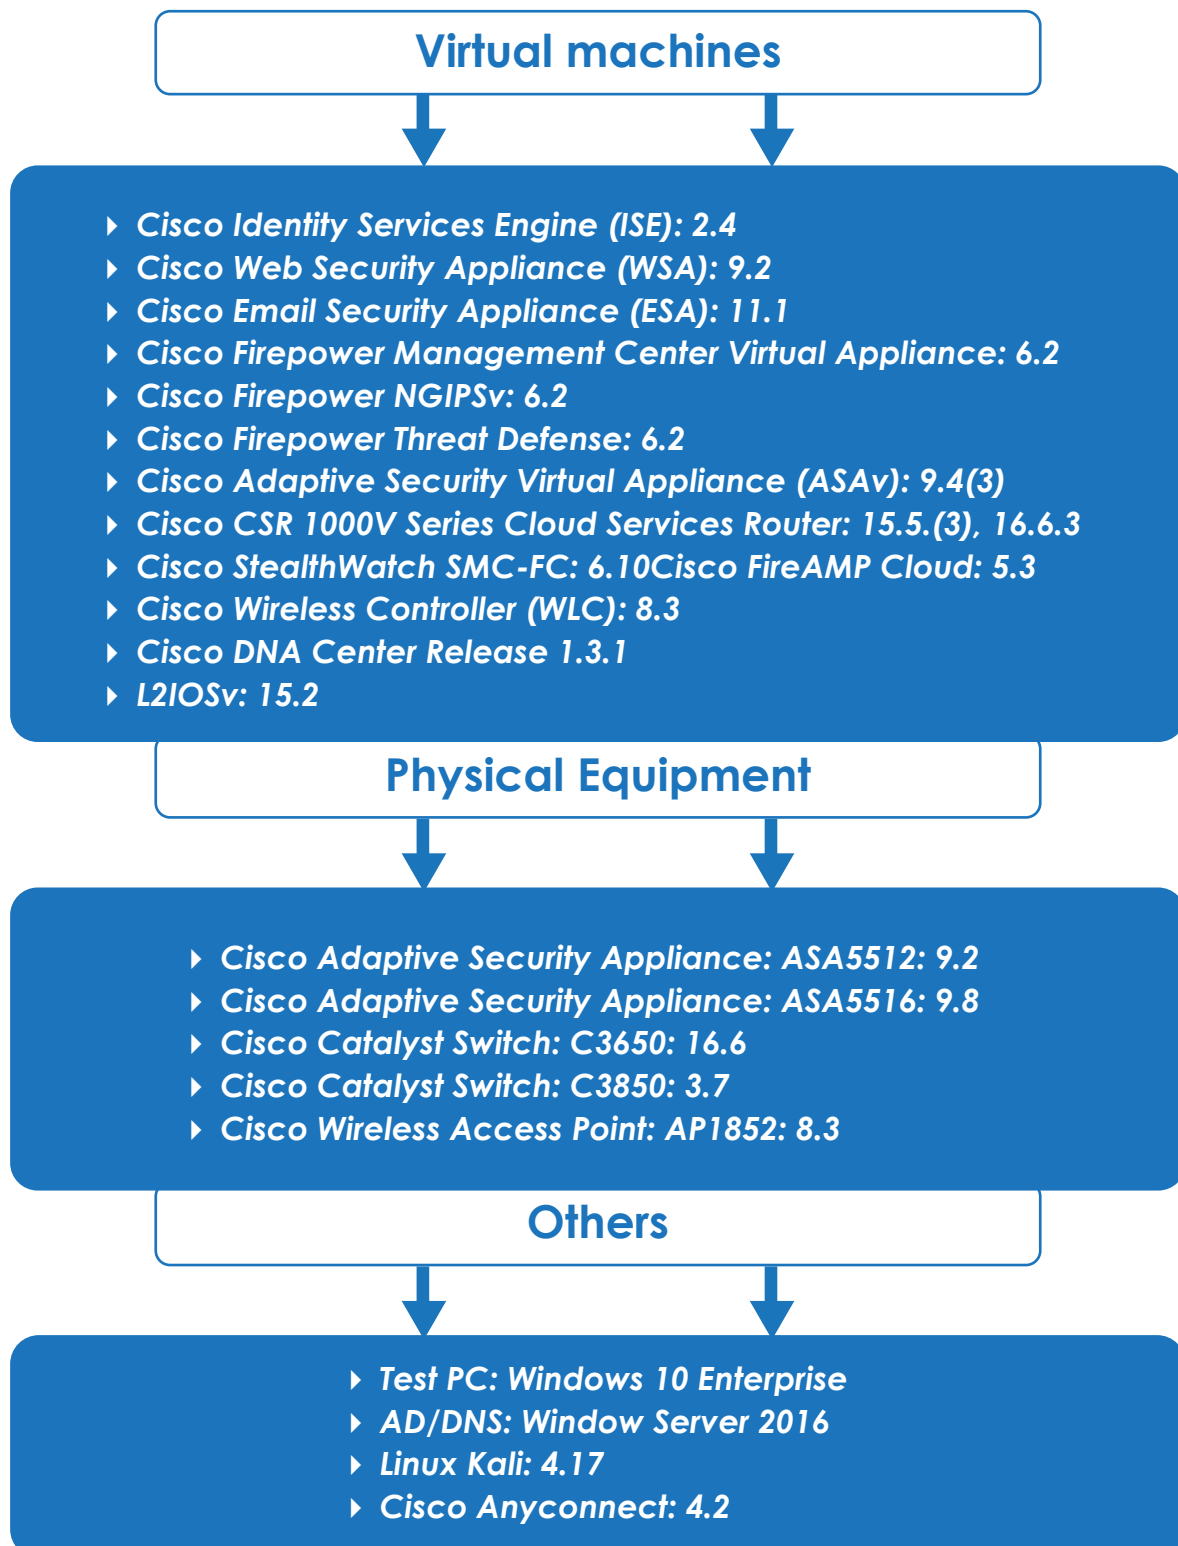 Virtual machines
Cisco Identity Services Engine (ISE): 2.4
Cisco Web Security Appliance (WSA): 9.2
Cisco Email Security Appliance (ESA): 11.1
Cisco Firepower Management Center Virtual Appliance: 6.2
Cisco Firepower NGIPSv: 6.2
Cisco Firepower Threat Defense: 6.2
Cisco Adaptive Security Virtual Appliance (ASAv): 9.4(3)
Cisco CSR 1000V Series Cloud Services Router: 15.5.(3), 16.6.3
Cisco StealthWatch SMC-FC: 6.10Cisco FireAMP Cloud: 5.3
Cisco Wireless Controller (WLC): 8.3
Cisco DNA Center Release 1.3.1
L2IOSv: 15.2
Physical Equipment
Cisco Adaptive Security Appliance: ASA5512: 9.2
Cisco Adaptive Security Appliance: ASA5516: 9.8
Cisco Catalyst Switch: C3650: 16.6
Cisco Catalyst Switch: C3850: 3.7
Cisco Wireless Access Point: AP1852: 8.3
Others
Test PC: Windows 10 Enterprise
AD/DNS: Window Server 2016
Linux Kali: 4.17
Cisco Anyconnect: 4.2